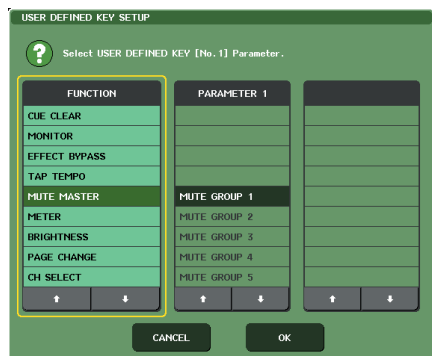 USER DEFINED KEY SETUP
Select USER DEFINED KEY [No.1] Parameter.
FUNCTION
CUE CLEAR
MONITOR
EFFECT BYPASS
TAP TEMPO
MUTE MASTER
METER
BRIGHTNESS
PAGE CHANGE
CH SELECT
PARAMETER 1
MUTE GROUP 1
MUTE GROUP 2
MUTE GROUP 3
MUTE GROUP 4
MUTE GROUP 5
CANCEL
OK